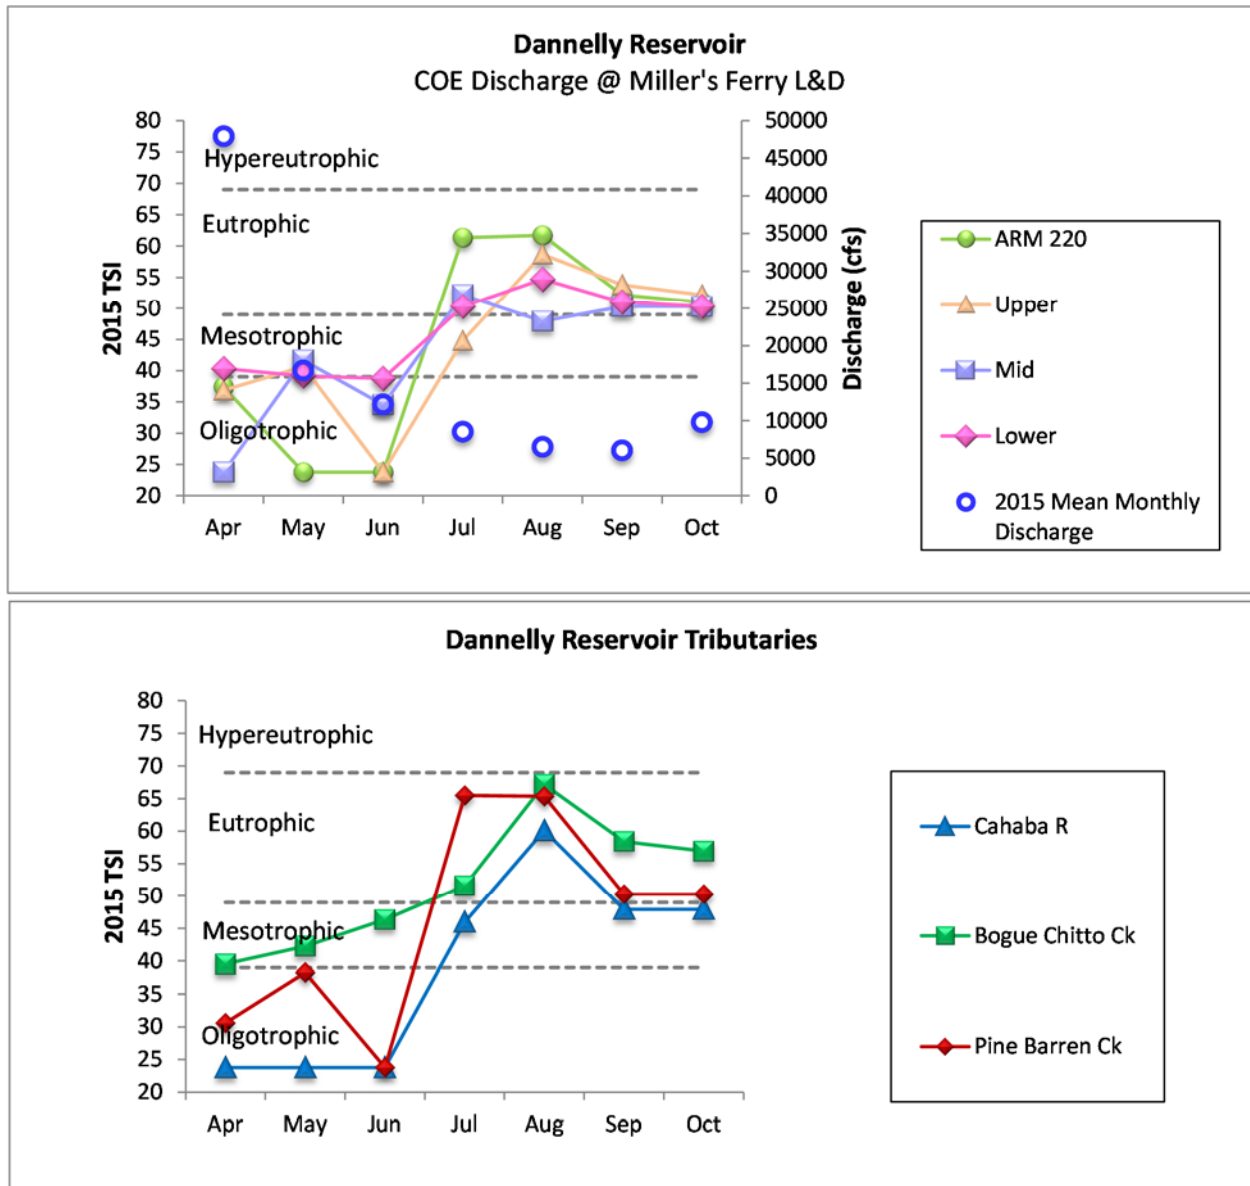 Dannelly Reservoir
COE Discharge @ Miller's Ferry L&D
2015 TSI
80
75
70
65
60
55
50
45
40
35
30
25
20
Hypereutrophic
Eutrophic
Mesotrophic
Oligotrophic
Apr May Jun Jul Aug Sep Oct
50000
45000
40000
35000
30000
25000
20000
15000
10000
5000
0
Discharge (cfs)
ARM 220
Upper
Mid
Lower
2015 Mean Monthly
Discharge
Dannelly Reservoir Tributaries
2015 TSI
80
75
70
65
60
55
50
45
40
35
30
25
20
Hypereutrophic
Eutrophic
Mesotrophic
Oligotrophic
Apr May Jun Jul Aug Sep Oct
Cahaba R
Bogue Chitto Ck
Pine Barren Ck